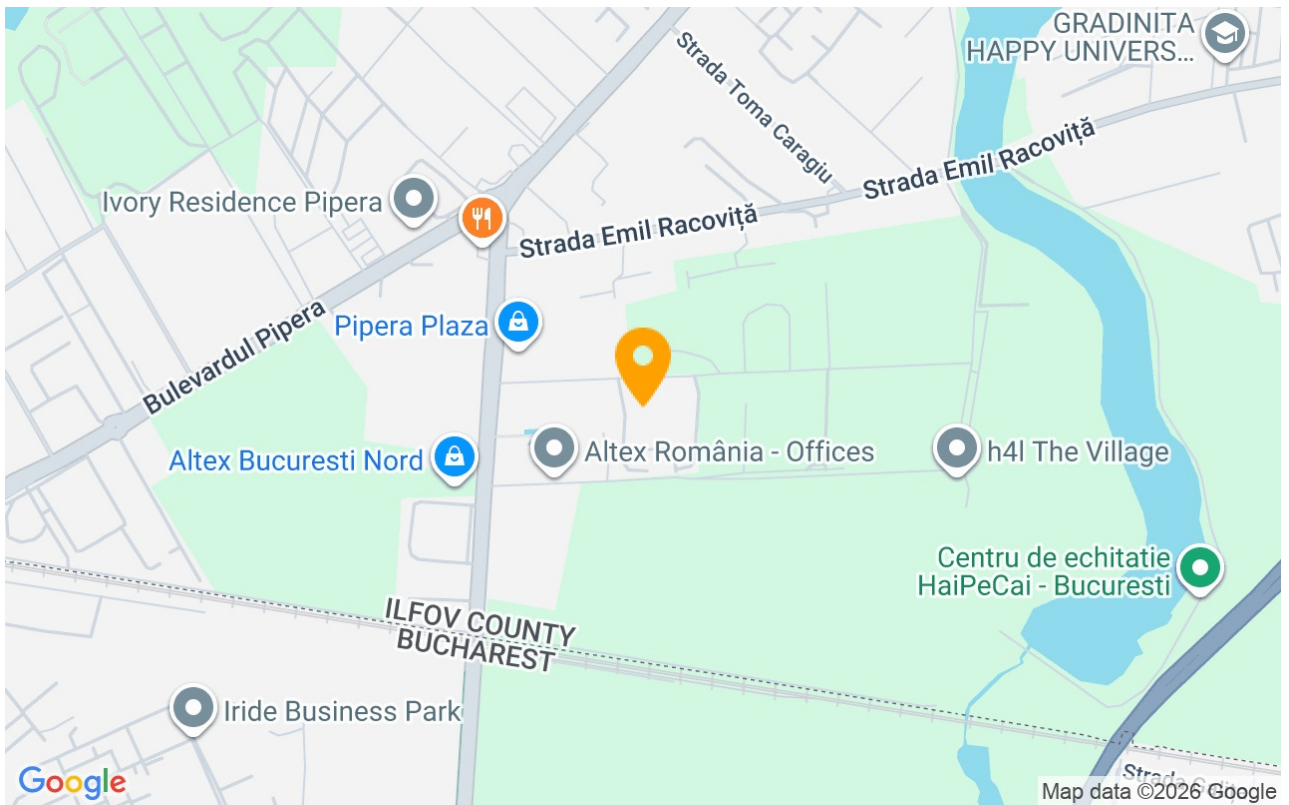 GRADINITA
HAPPY UNIVERS...
Strada Toma Caragiu
Strada Emil Racoviță
Ivory Residence Pipera
Strada Emil Racoviță
Pipera Plaza
Bulevardul Pipera
Altex Bucuresti Nord
Altex România - Offices
h4l The Village
Centru de echitatie
HaiPeCai - Bucuresti
ILFOV COUNTY
BUCHAREST
Iride Business Park
Strada
Google
Map data ©2026 Google